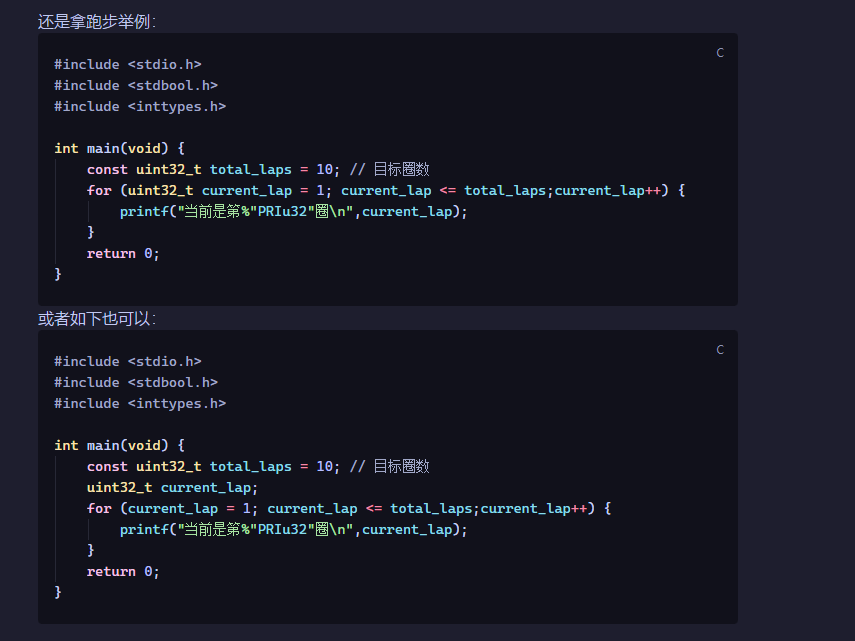 还是拿跑步举例：
C
#include <stdio.h>
#include <stdbool.h>
#include <inttypes.h>
int main(void) {
const uint32_t total_laps = 10; // 目标圈数
for (uint32_t current_lap = 1; current_lap <= total_laps;current_lap++) {
printf("当前是第%"PRIu32"圈\n",current_lap);
}
return 0;
}
或者如下也可以：
C
#include <stdio.h>
#include <stdbool.h>
#include <inttypes.h>
int main(void) {
const uint32_t total_laps = 10; // 目标圈数
uint32_t current_lap;
for (current_lap = 1; current_lap <= total_laps;current_lap++) {
printf("当前是第%"PRIu32"圈\n",current_lap);
}
return 0;
}